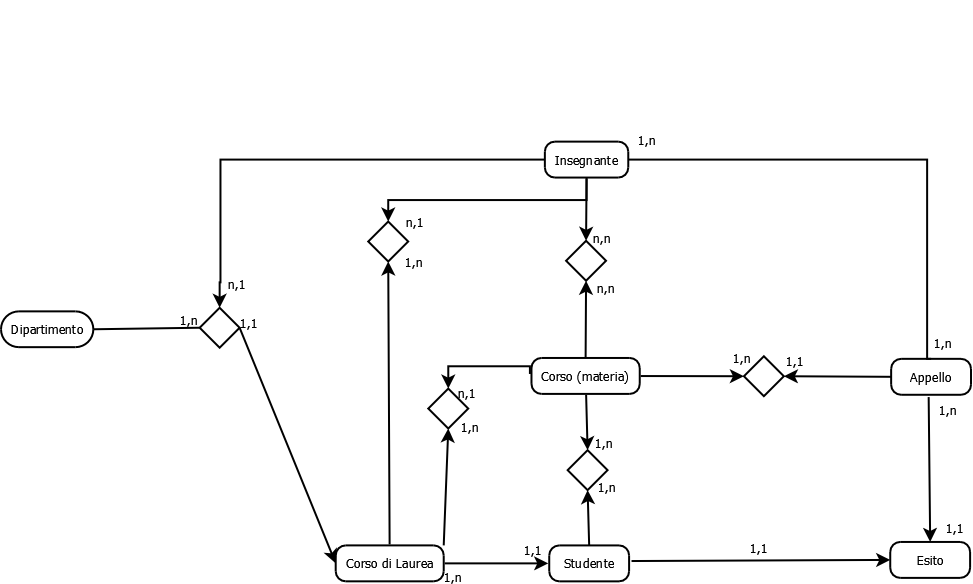 1,n
Insegnante
n,1
n,n
1,n
n,1
n,n
1,n
1,1
Dipartimento
1,n
1,n
1,1
Corso (materia)
Appello
n,1
1,n
1,n
1,n
1,n
1,1
1,1
1,1
Corso di Laurea
Studente
Esito
1,n